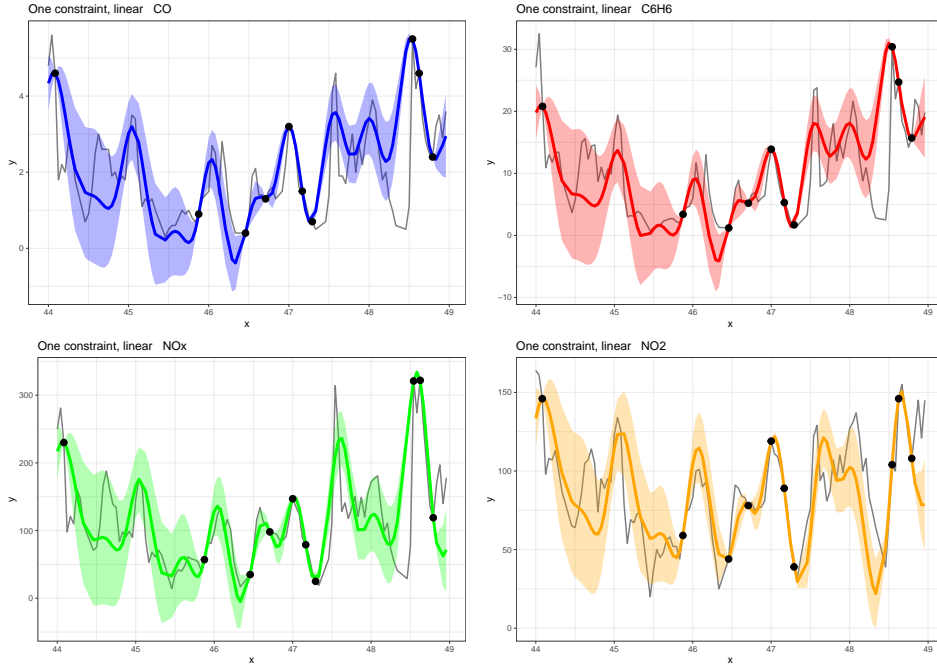 One constraint, linear CO
One constraint, linear C6H6
y
4
2
0
44 45 46 47 48 49
x
y
30
20
10
0
−10
44 45 46 47 48 49
x
One constraint, linear NOx
One constraint, linear NO2
y
300
200
100
0
44 45 46 47 48 49
x
y
150
100
50
0
44 45 46 47 48 49
x